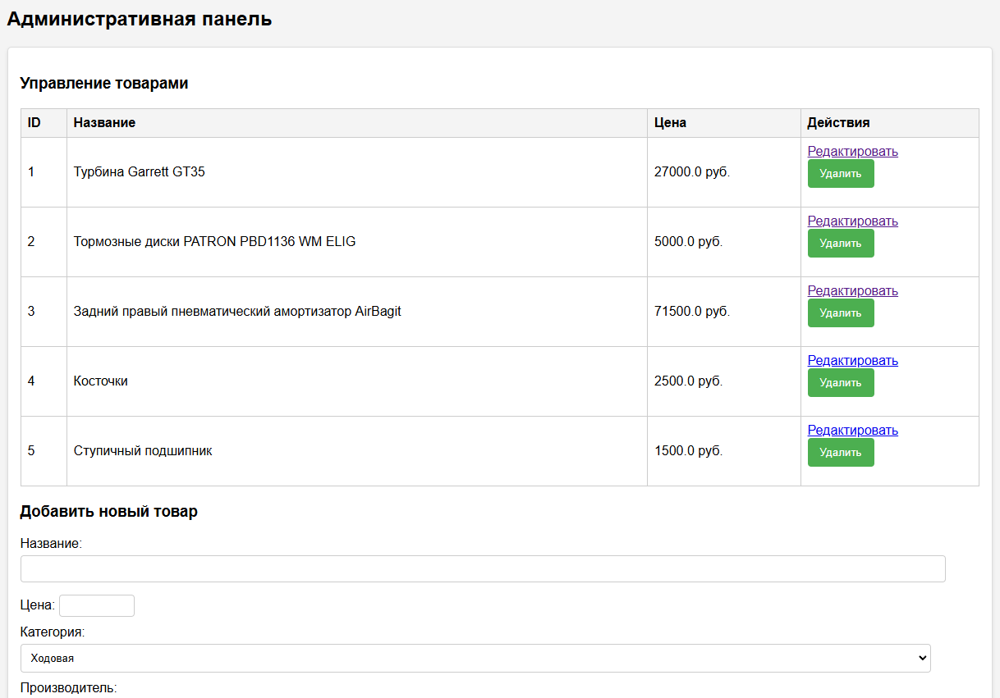 Административная панель
Управление товарами
ID Название Цена Действия
1 Турбина Garrett GT35 27000.0 руб. Редактировать
Удалить
2 Тормозные диски PATRON PBD1136 WM ELIG 5000.0 руб. Редактировать
Удалить
3 Задний правый пневматический амортизатор AirBagit 71500.0 руб. Редактировать
Удалить
4 Косточки 2500.0 руб. Редактировать
Удалить
5 Ступичный подшипник 1500.0 руб. Редактировать
Удалить
Добавить новый товар
Название:
Цена:
Категория:
Ходовая
Производитель: